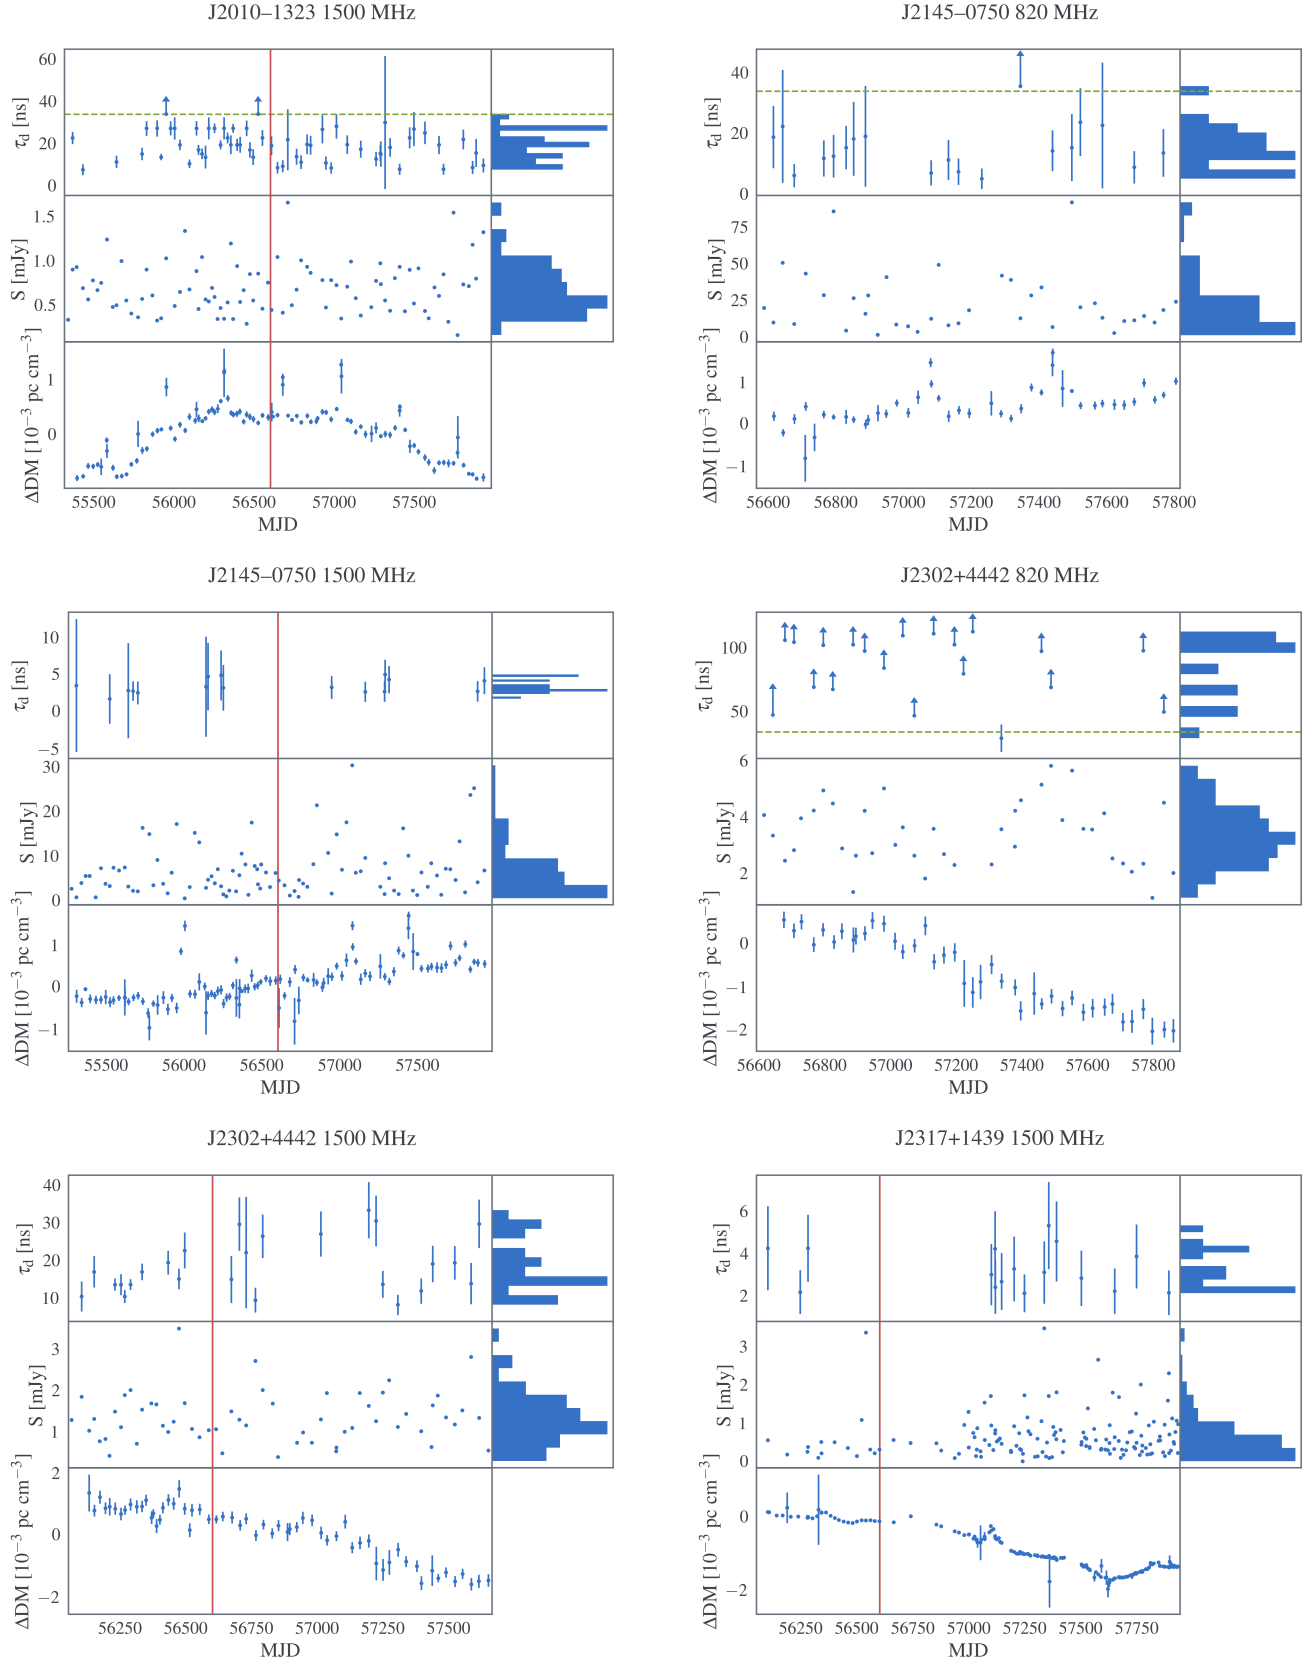 J2010–1323 1500 MHz
60
40
20
0
τd [ns]
1.5
1.0
0.5
S [mJy]
1
0
ΔDM [10−3 pc cm−3]
55500 56000 56500 57000 57500
MJD
J2145–0750 820 MHz
40
20
0
τd [ns]
75
50
25
0
S [mJy]
1
0
−1
ΔDM [10−3 pc cm−3]
56600 56800 57000 57200 57400 57600 57800
MJD
J2145–0750 1500 MHz
10
5
0
−5
τd [ns]
30
20
10
0
S [mJy]
1
0
−1
ΔDM [10−3 pc cm−3]
55500 56000 56500 57000 57500
MJD
J2302+4442 820 MHz
100
50
τd [ns]
6
4
2
S [mJy]
0
−1
−2
ΔDM [10−3 pc cm−3]
56600 56800 57000 57200 57400 57600 57800
MJD
J2302+4442 1500 MHz
40
30
20
10
τd [ns]
3
2
1
S [mJy]
2
0
−2
ΔDM [10−3 pc cm−3]
56250 56500 56750 57000 57250 57500
MJD
J2317+1439 1500 MHz
6
4
2
τd [ns]
3
2
1
0
S [mJy]
0
−2
ΔDM [10−3 pc cm−3]
56250 56500 56750 57000 57250 57500 57750
MJD